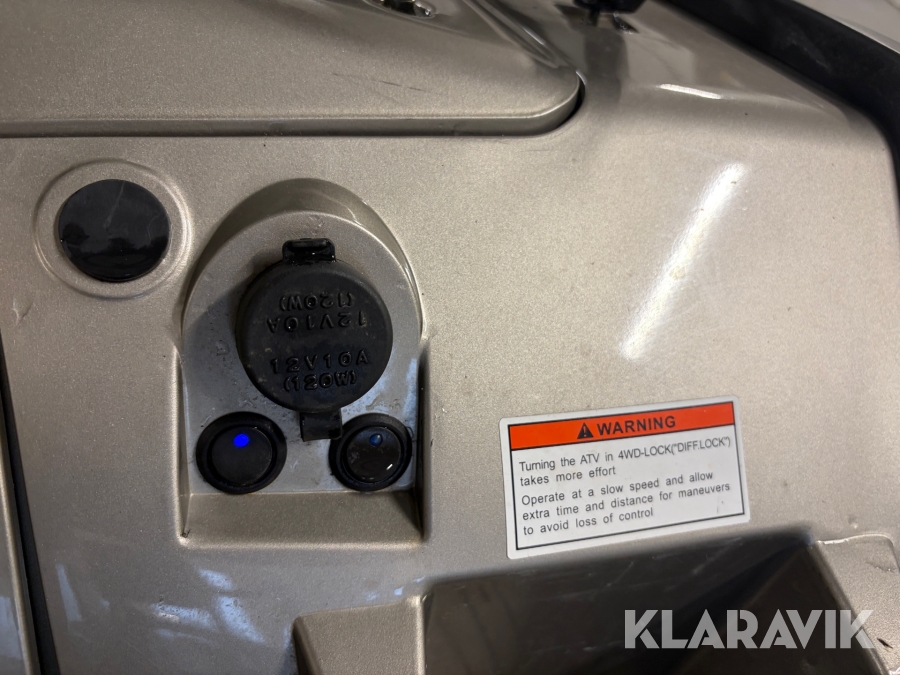 (120W)
12V10A
12V10A
(120W)
WARNING
Turning the ATV in 4WD-LOCK("DIFF.LOCK")
takes more effort
Operate at a slow speed and allow
extra time and distance for maneuvers
to avoid loss of control
KLARAVIK